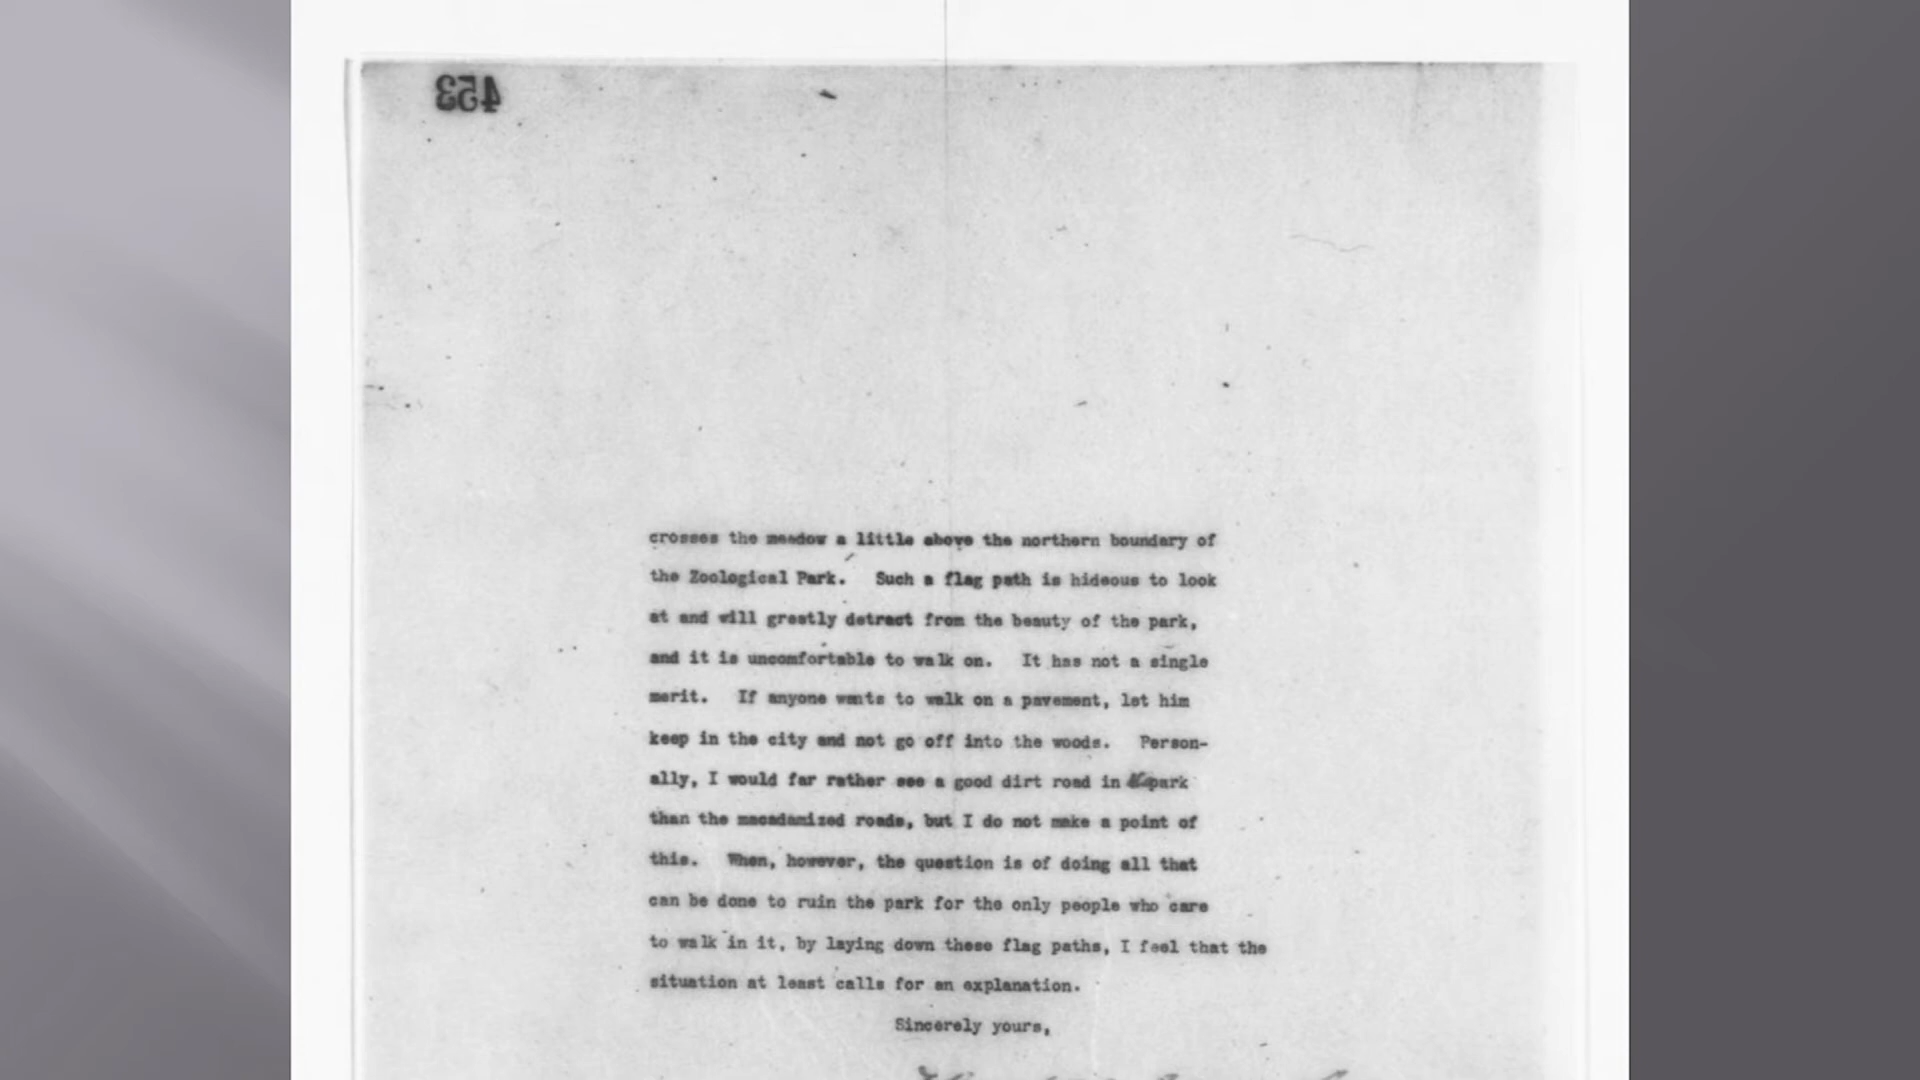 453
crosses the meadow a little above the northern boundary of
the Zoological Park. Such a flag path is hideous to look
at and will greatly detract from the beauty of the park,
and it is uncomfortable to walk on. It has not a single
merit. If anyone wants to walk on a pavement, let him
keep in the city and not go off into the woods. Person-
ally, I would far rather see a good dirt road in the park
than the macadamized roads, but I do not make a point of
this. When, however, the question is of doing all that
can be done to ruin the park for the only people who care
to walk in it, by laying down these flag paths, I feel that the
situation at least calls for an explanation.
Sincerely yours,